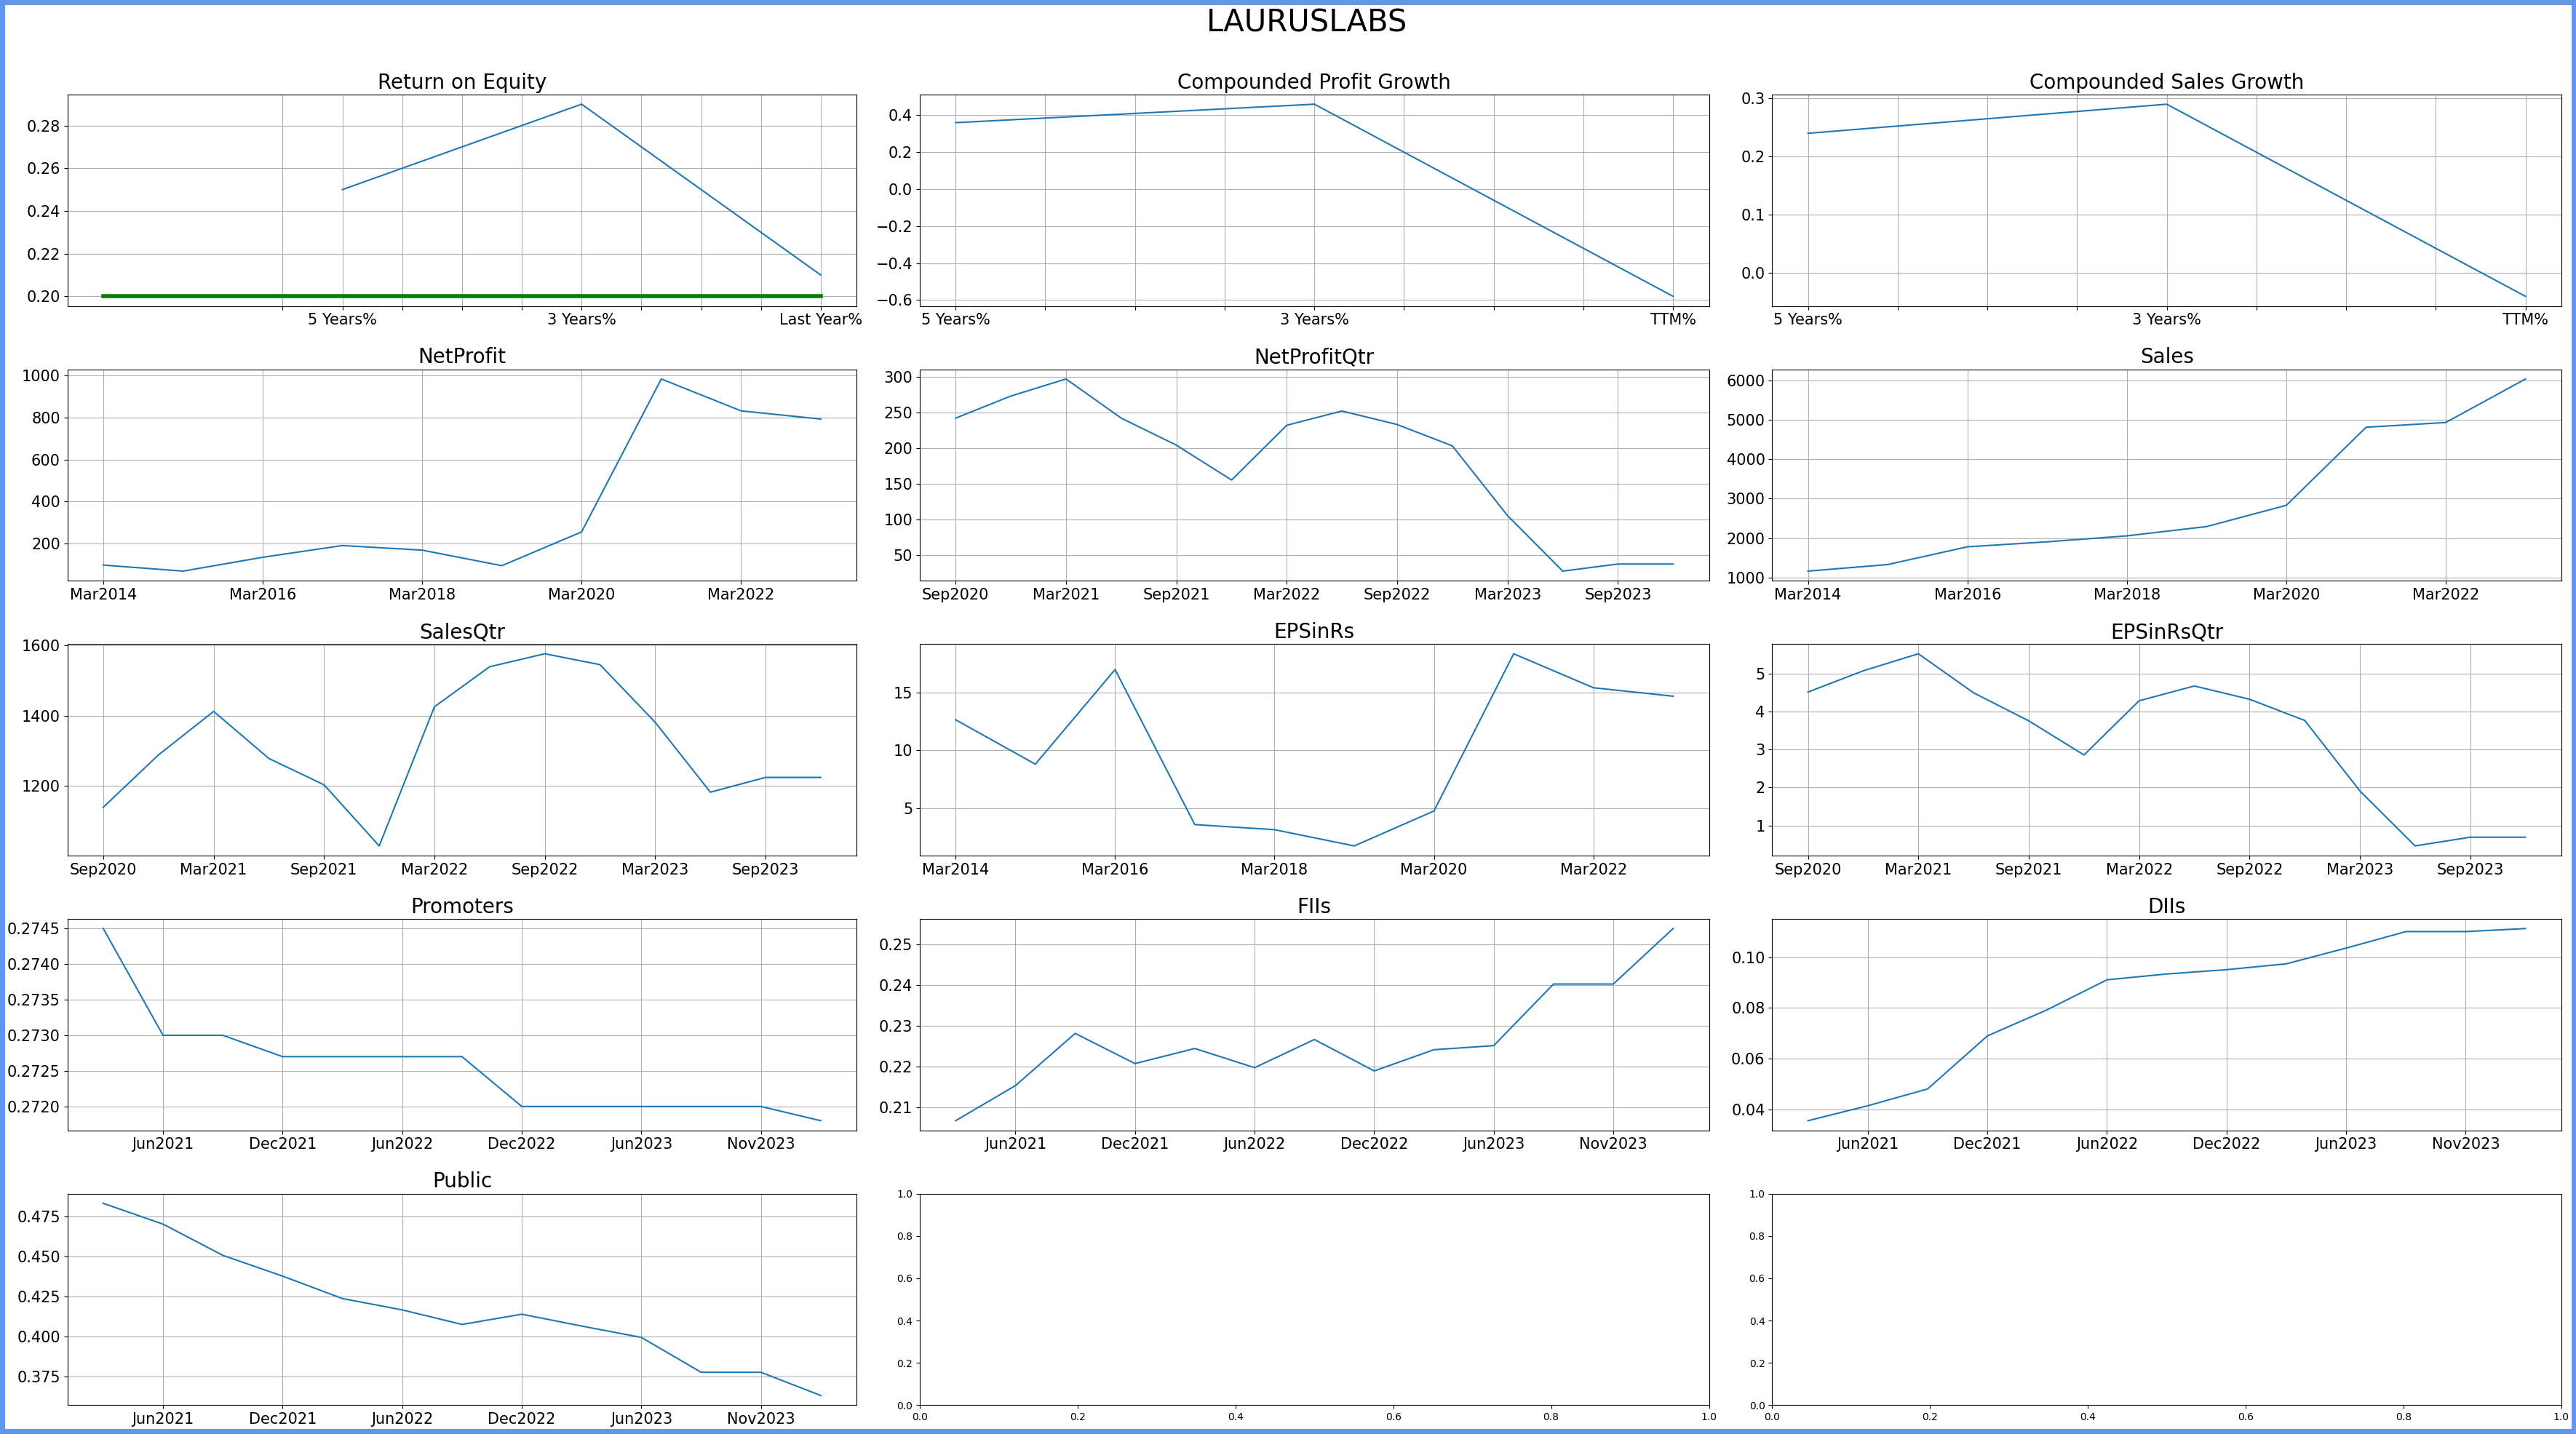 LAURUSLABS
Return on Equity
0.28
0.26
0.24
0.22
0.20
5 Years% 3 Years% Last Year%
Compounded Profit Growth
0.4
0.2
0.0
−0.2
−0.4
−0.6
5 Years% 3 Years% TTM%
Compounded Sales Growth
0.3
0.2
0.1
0.0
5 Years% 3 Years% TTM%
NetProfit
1000
800
600
400
200
Mar2014 Mar2016 Mar2018 Mar2020 Mar2022
NetProfitQtr
300
250
200
150
100
50
Sep2020 Mar2021 Sep2021 Mar2022 Sep2022 Mar2023 Sep2023
Sales
6000
5000
4000
3000
2000
1000
Mar2014 Mar2016 Mar2018 Mar2020 Mar2022
SalesQtr
1600
1400
1200
Sep2020 Mar2021 Sep2021 Mar2022 Sep2022 Mar2023 Sep2023
EPSinRs
15
10
5
Mar2014 Mar2016 Mar2018 Mar2020 Mar2022
EPSinRsQtr
5
4
3
2
1
Sep2020 Mar2021 Sep2021 Mar2022 Sep2022 Mar2023 Sep2023
Promoters
0.2745
0.2740
0.2735
0.2730
0.2725
0.2720
Jun2021 Dec2021 Jun2022 Dec2022 Jun2023 Nov2023
FIIs
0.25
0.24
0.23
0.22
0.21
Jun2021 Dec2021 Jun2022 Dec2022 Jun2023 Nov2023
DIIs
0.10
0.08
0.06
0.04
Jun2021 Dec2021 Jun2022 Dec2022 Jun2023 Nov2023
Public
0.475
0.450
0.425
0.400
0.375
Jun2021 Dec2021 Jun2022 Dec2022 Jun2023 Nov2023
1.0
0.8
0.6
0.4
0.2
0.0
0.0 0.2 0.4 0.6 0.8 1.0
1.0
0.8
0.6
0.4
0.2
0.0
0.0 0.2 0.4 0.6 0.8 1.0